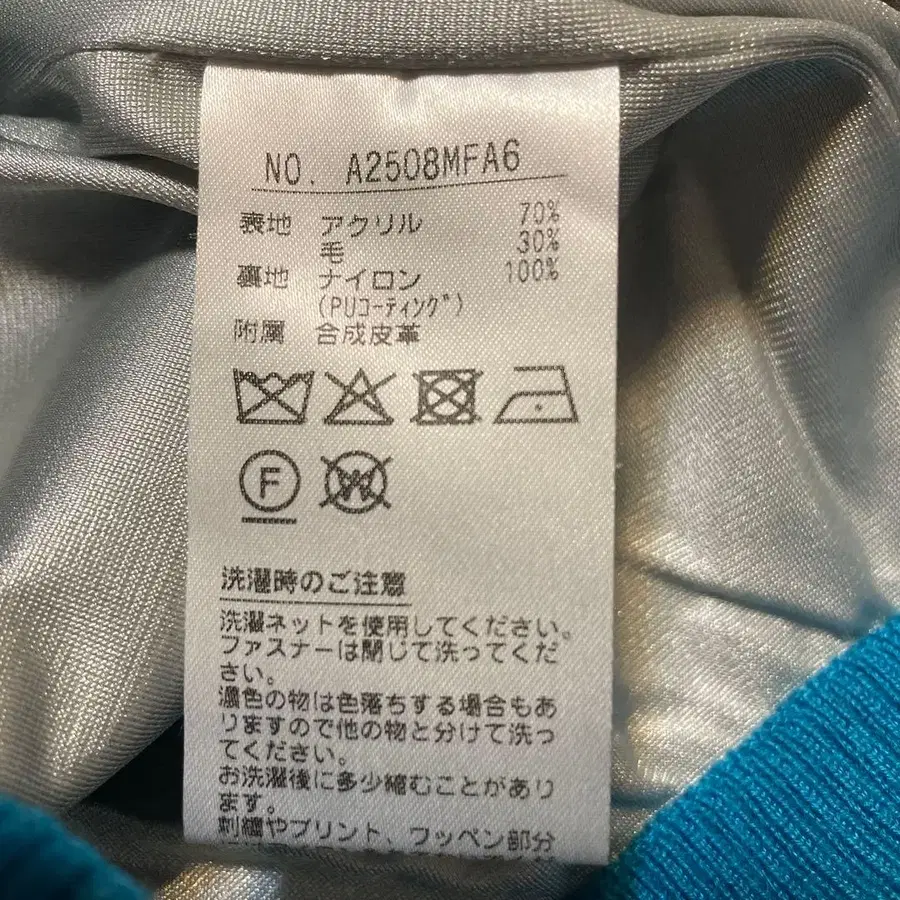 NO. A2508MFA6
表地 アクリル 70%
毛 30%
裏地 ナイロン 100%
(PUコーティング)
附属 合成皮革
F W
洗濯時のご注意
洗濯ネットを使用してください。
ファスナーは閉じて洗ってくだ
さい。
濃色の物は色落ちする場合もあ
りますので他の物と分けて洗っ
てください。
お洗濯後に多少縮むことがあり
ます。
刺繍やプリント、ワッペン部分